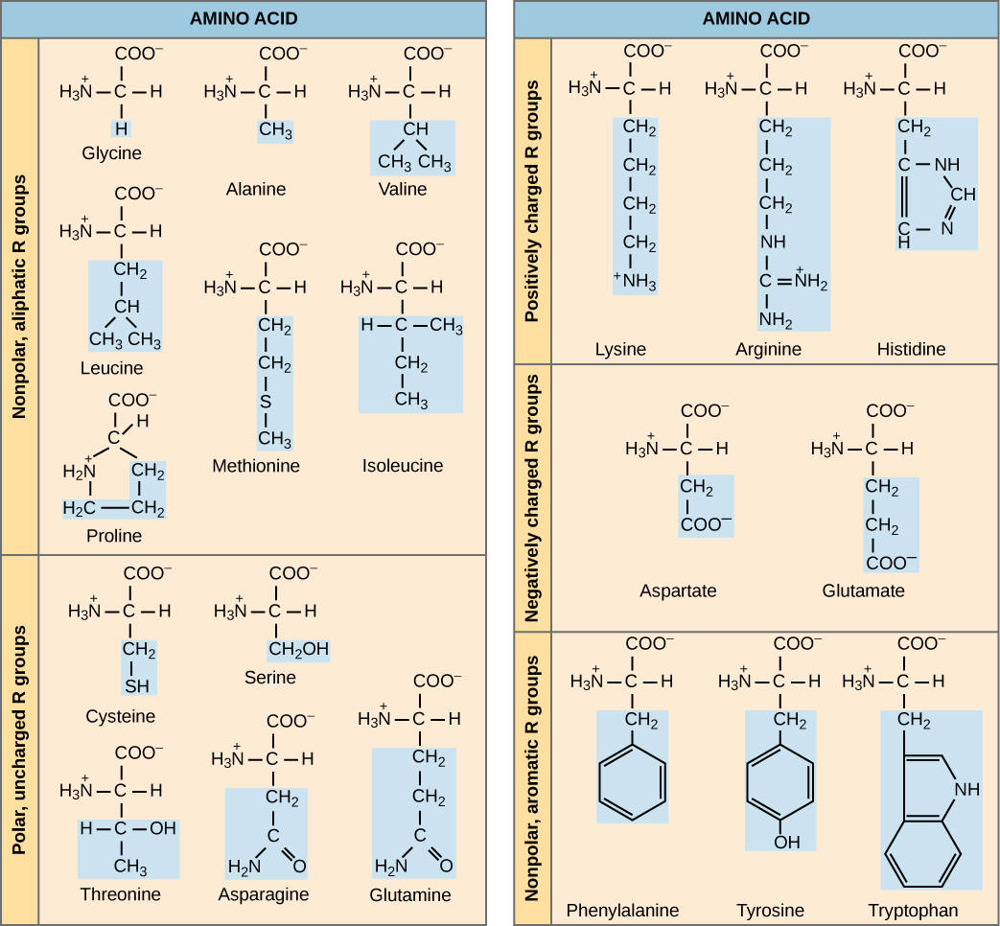 AMINO ACID
Nonpolar, aliphatic R groups
COO⁻
H₃N⁺ — C — H
H
Glycine
COO⁻
H₃N⁺ — C — H
CH₃
Alanine
COO⁻
H₃N⁺ — C — H
CH
CH₃ CH₃
Valine
COO⁻
H₃N⁺ — C — H
CH₂
CH
CH₃ CH₃
Leucine
COO⁻
H₃N⁺ — C — H
CH₂
CH₂
S
CH₃
Methionine
COO⁻
H₃N⁺ — C — H
H — C — CH₃
CH₂
CH₃
Isoleucine
COO⁻
H
C
H₂N⁺ CH₂
H₂C — CH₂
Proline
Polar, uncharged R groups
COO⁻
H₃N⁺ — C — H
CH₂
SH
Cysteine
COO⁻
H₃N⁺ — C — H
CH₂OH
Serine
COO⁻
H₃N⁺ — C — H
H — C — OH
CH₃
Threonine
COO⁻
H₃N⁺ — C — H
CH₂
C
H₂N O
Asparagine
COO⁻
H₃N⁺ — C — H
CH₂
CH₂
C
H₂N O
Glutamine
AMINO ACID
Positively charged R groups
COO⁻
H₃N⁺ — C — H
CH₂
CH₂
CH₂
CH₂
⁺NH₃
Lysine
COO⁻
H₃N⁺ — C — H
CH₂
CH₂
CH₂
NH
C = N⁺H₂
NH₂
Arginine
COO⁻
H₃N⁺ — C — H
CH₂
C — NH
CH
C — N
H
Histidine
Negatively charged R groups
COO⁻
H₃N⁺ — C — H
CH₂
COO⁻
Aspartate
COO⁻
H₃N⁺ — C — H
CH₂
CH₂
COO⁻
Glutamate
Nonpolar, aromatic R groups
COO⁻
H₃N⁺ — C — H
CH₂
Phenylalanine
COO⁻
H₃N⁺ — C — H
CH₂
OH
Tyrosine
COO⁻
H₃N⁺ — C — H
CH₂
NH
Tryptophan